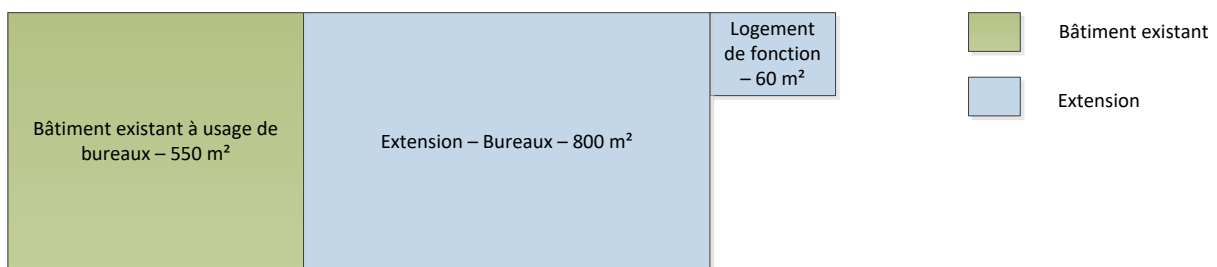 Bâtiment existant à usage de
bureaux – 550 m²
Extension – Bureaux – 800 m²
Logement
de fonction
– 60 m²
Bâtiment existant
Extension